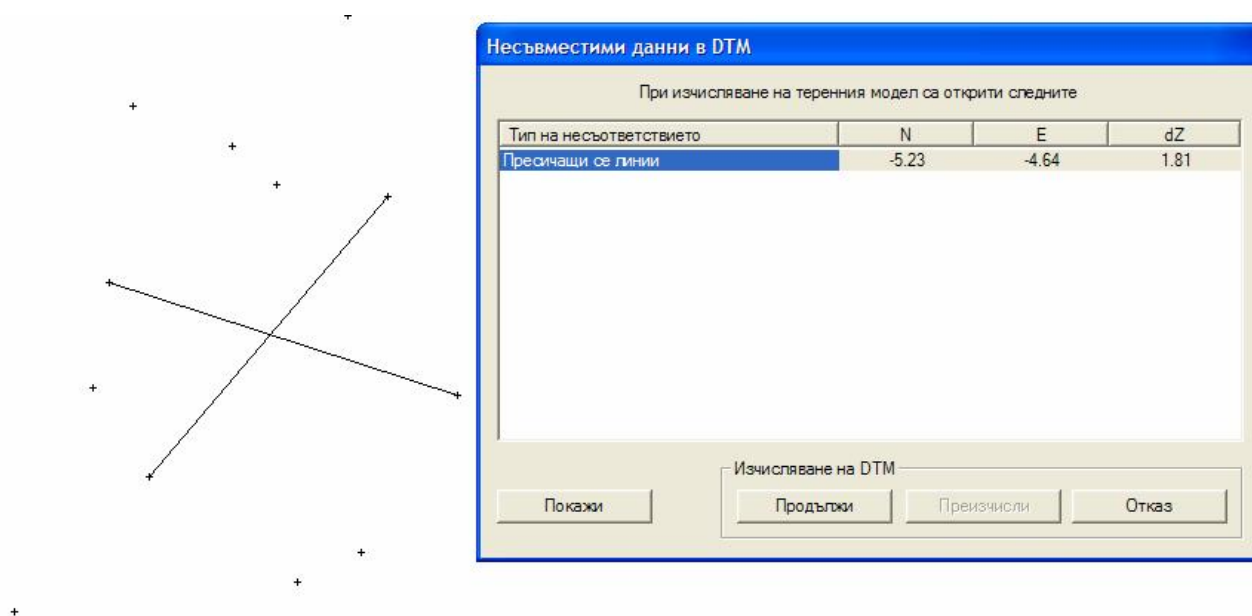 Несъвместими данни в DTM
При изчисляване на теренния модел са открити следните
Тип на несъответствието N E dZ
Пресичащи се линии -5.23 -4.64 1.81
Изчисляване на DTM
Покажи Продължи Преизчисли Отказ